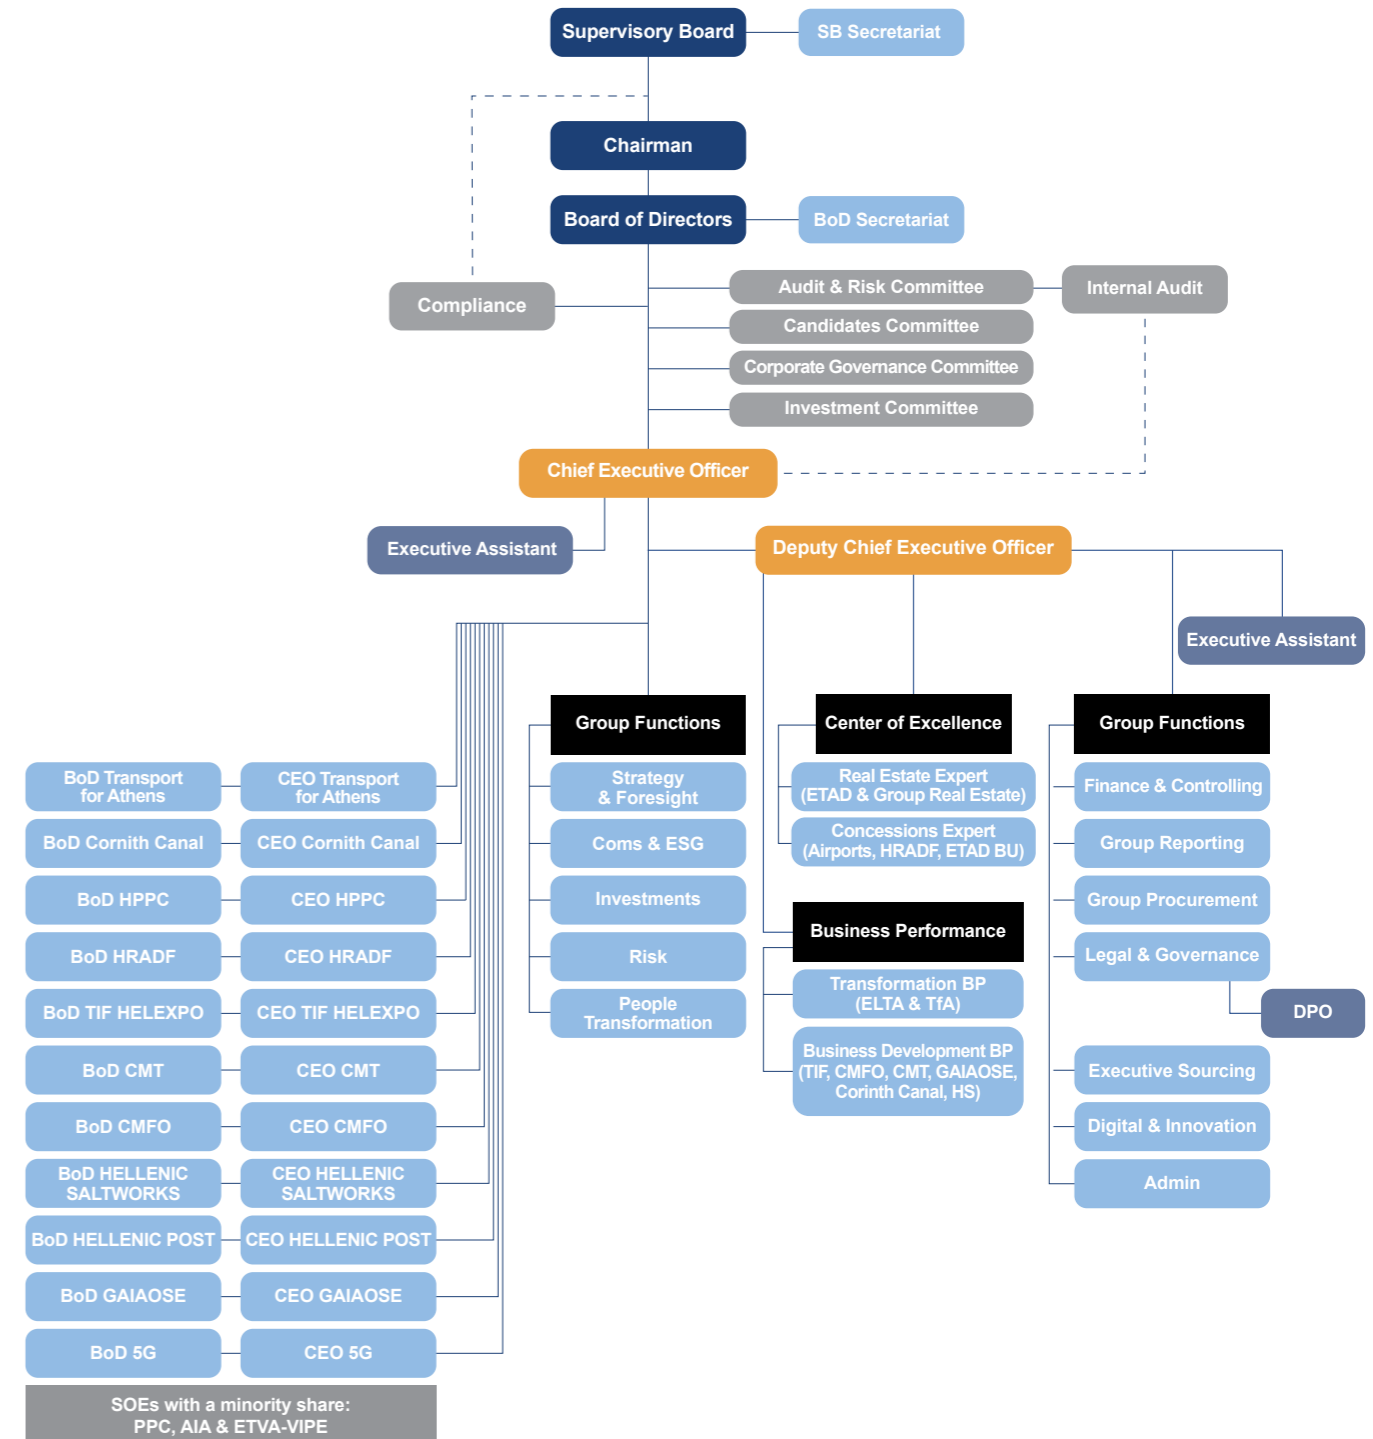 Supervisory Board
SB Secretariat
Chairman
Board of Directors
BoD Secretariat
Compliance
Audit & Risk Committee
Internal Audit
Candidates Committee
Corporate Governance Committee
Investment Committee
Chief Executive Officer
Executive Assistant
Deputy Chief Executive Officer
Executive Assistant
BoD Transport
for Athens
CEO Transport
for Athens
BoD Cornith Canal
CEO Cornith Canal
BoD HPPC
CEO HPPC
BoD HRADF
CEO HRADF
BoD TIF HELEXPO
CEO TIF HELEXPO
BoD CMT
CEO CMT
BoD CMFO
CEO CMFO
BoD HELLENIC
SALTWORKS
CEO HELLENIC
SALTWORKS
BoD HELLENIC POST
CEO HELLENIC POST
BoD GAIAOSE
CEO GAIAOSE
BoD 5G
CEO 5G
SOEs with a minority share:
PPC, AIA & ETVA-VIPE
Group Functions
Strategy
& Foresight
Coms & ESG
Investments
Risk
People
Transformation
Center of Excellence
Real Estate Expert
(ETAD & Group Real Estate)
Concessions Expert
(Airports, HRADF, ETAD BU)
Business Performance
Transformation BP
(ELTA & TfA)
Business Development BP
(TIF, CMFO, CMT, GAIAOSE,
Corinth Canal, HS)
Group Functions
Finance & Controlling
Group Reporting
Group Procurement
Legal & Governance
DPO
Executive Sourcing
Digital & Innovation
Admin